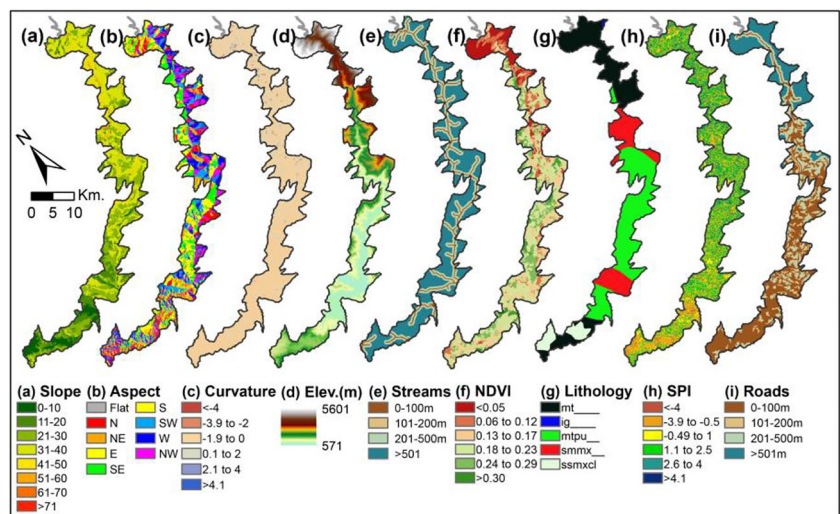 (a) (b) (c) (d) (e) (f) (g) (h) (i)
N
Km.
0 5 10
(a) Slope
0-10
11-20
21-30
31-40
41-50
51-60
61-70
>71
(b) Aspect
Flat
N
NE
E
SE
S
SW
W
NW
(c) Curvature
<-4
-3.9 to -2
-1.9 to 0
0.1 to 2
2.1 to 4
>4.1
(d) Elev.(m)
5601
571
(e) Streams
0-100m
101-200m
201-500m
>501
(f) NDVI
<0.05
0.06 to 0.12
0.13 to 0.17
0.18 to 0.23
0.24 to 0.29
>0.30
(g) Lithology
mt____
ig____
mtpu__
smmx__
ssmxcl
(h) SPI
<-4
-3.9 to -0.5
-0.49 to 1
1.1 to 2.5
2.6 to 4
>4.1
(i) Roads
0-100m
101-200m
201-500m
>501m